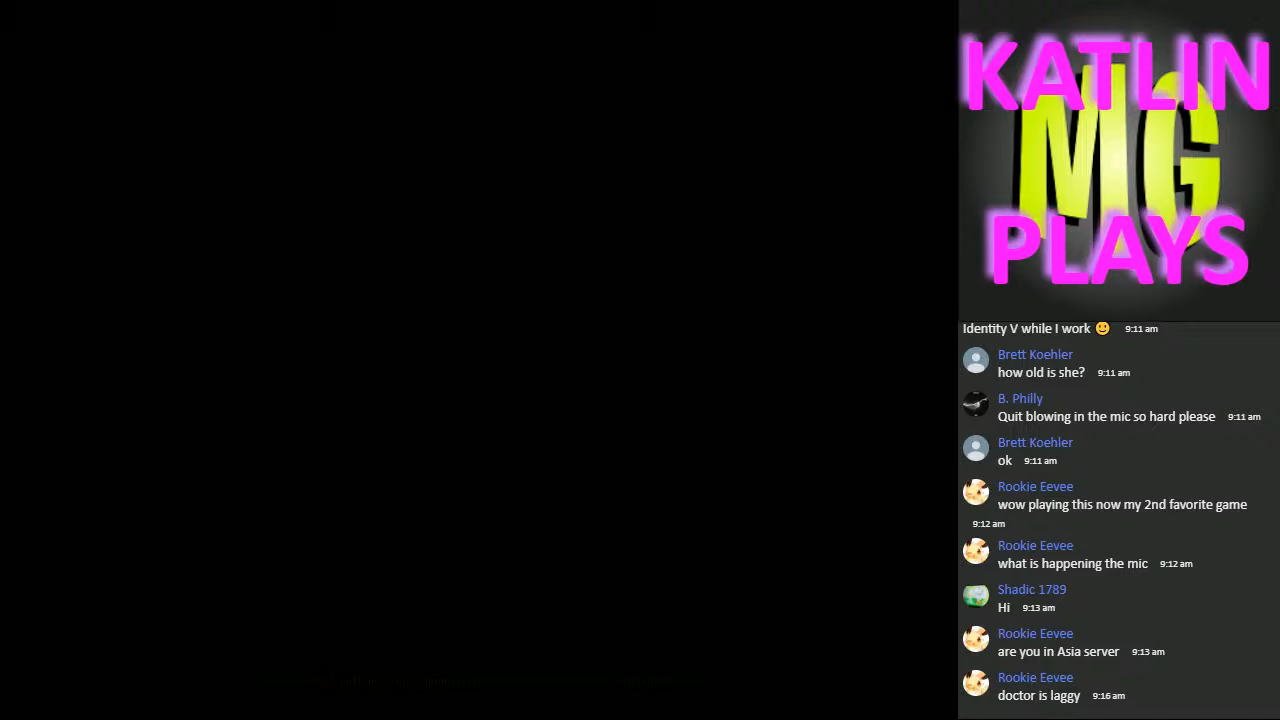 KATLIN
MG
PLAYS
Identity V while I work 🙂 9:11 am
Brett Koehler
how old is she? 9:11 am
B. Philly
Quit blowing in the mic so hard please 9:11 am
Brett Koehler
ok 9:11 am
Rookie Eevee
wow playing this now my 2nd favorite game
9:12 am
Rookie Eevee
what is happening the mic 9:12 am
Shadic 1789
Hi 9:13 am
Rookie Eevee
are you in Asia server 9:13 am
Rookie Eevee
doctor is laggy 9:16 am